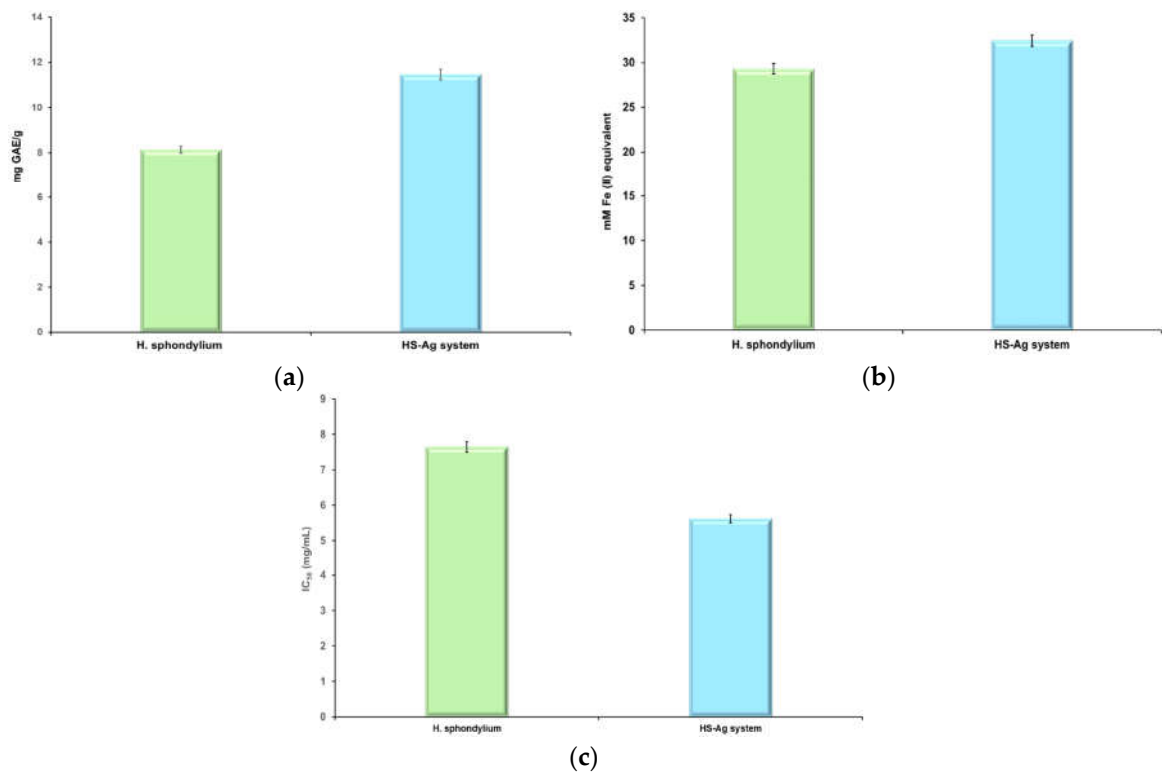 14
12
10
8
6
4
2
0
mg GAE/g
H. sphondylium
HS-Ag system
(a)
35
30
25
20
15
10
5
0
mM Fe (II) equivalent
H. sphondylium
HS-Ag system
(b)
9
8
7
6
5
4
3
2
1
0
IC₅₀ (mg/mL)
H. sphondylium
HS-Ag system
(c)